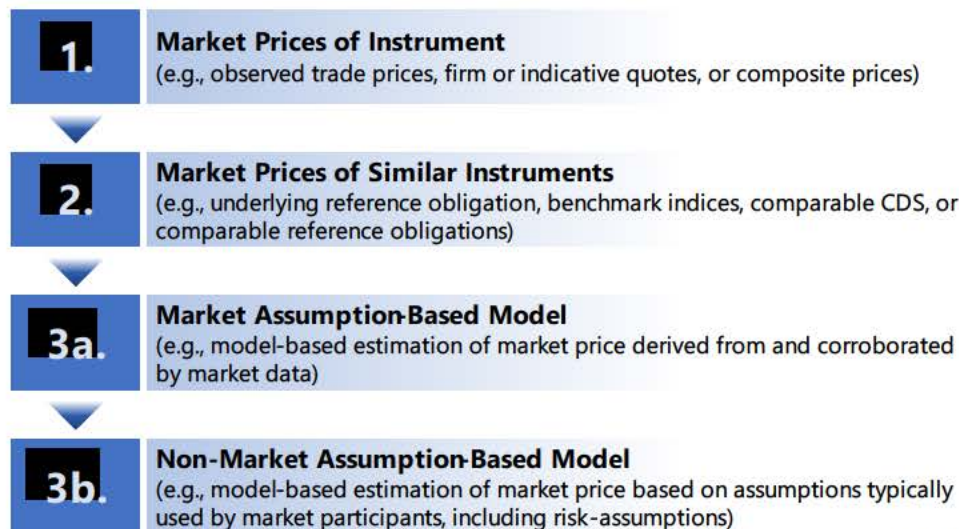 1.
Market Prices of Instrument
(e.g., observed trade prices, firm or indicative quotes, or composite prices)
2.
Market Prices of Similar Instruments
(e.g., underlying reference obligation, benchmark indices, comparable CDS, or
comparable reference obligations)
3a.
Market Assumption-Based Model
(e.g., model-based estimation of market price derived from and corroborated
by market data)
3b.
Non-Market Assumption-Based Model
(e.g., model-based estimation of market price based on assumptions typically
used by market participants, including risk-assumptions)